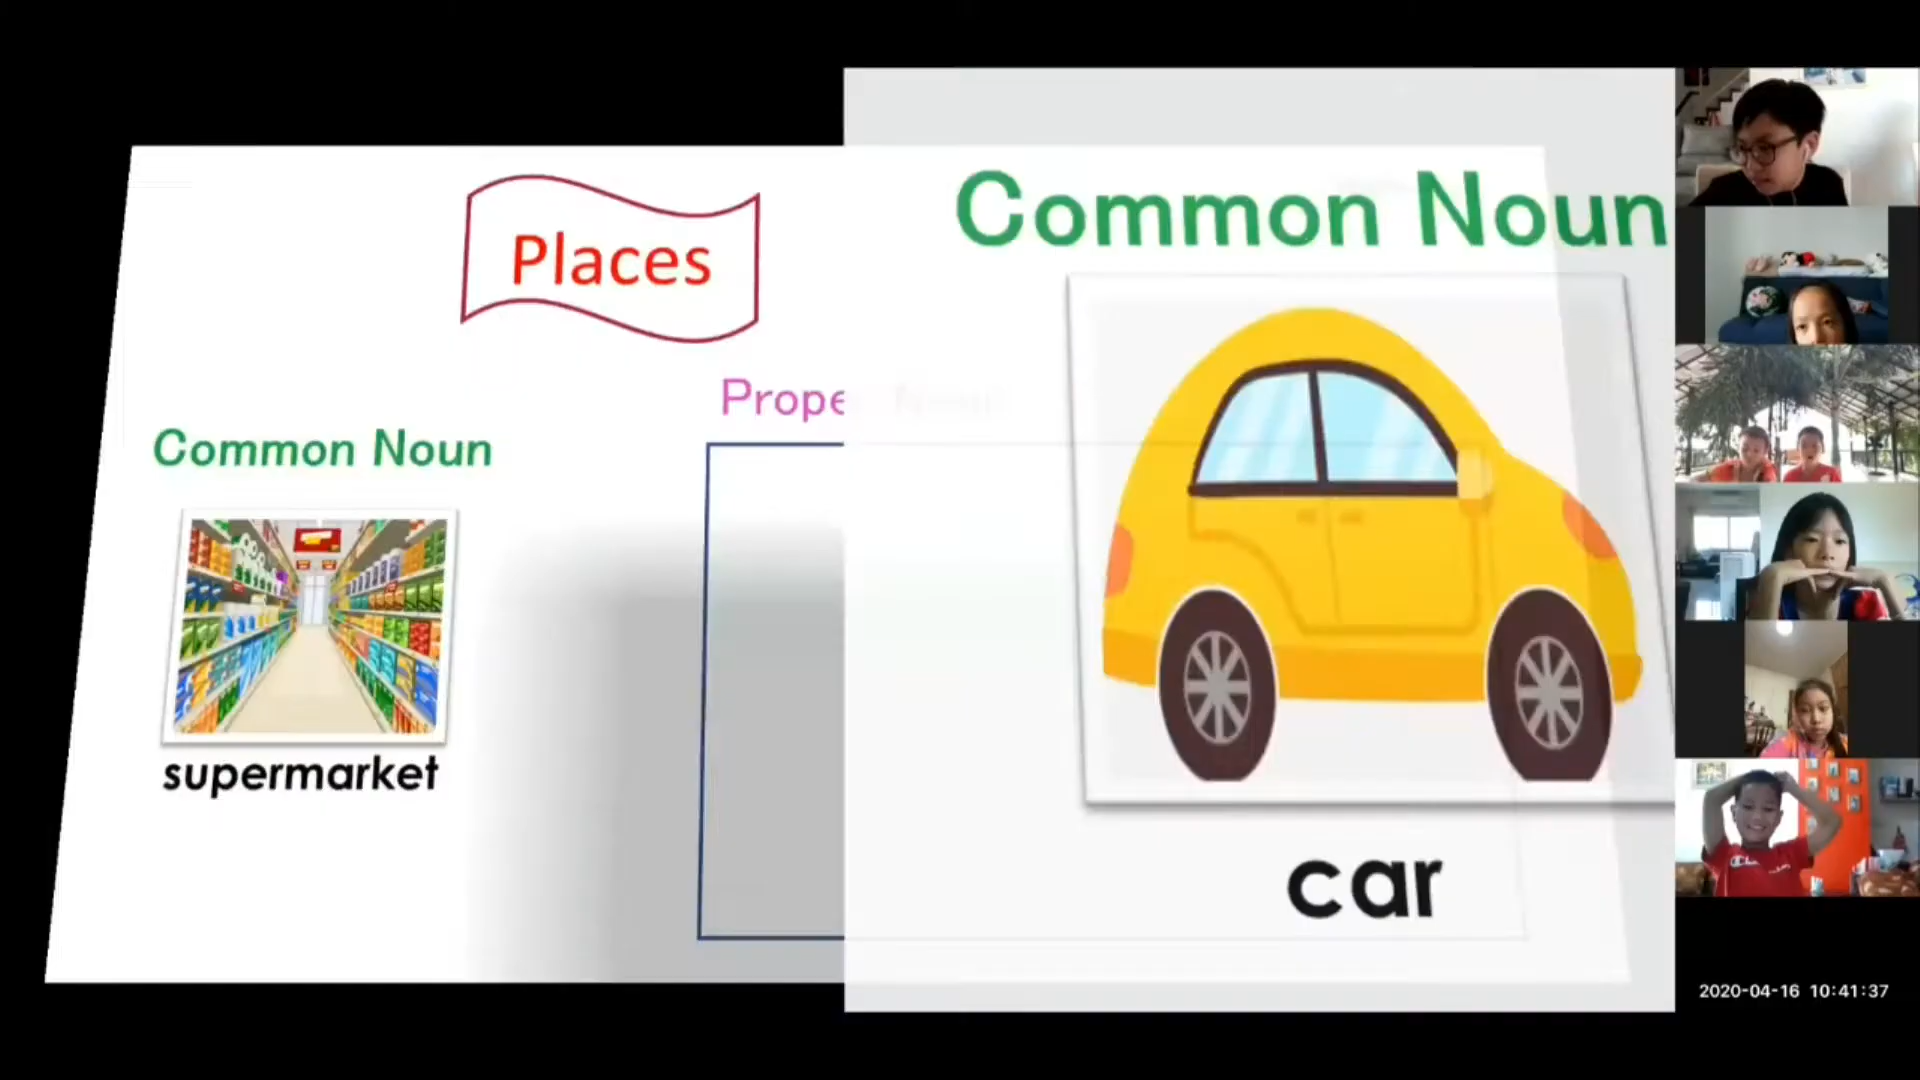 Places
Common Noun
supermarket
Prope
Common Noun
car
2020-04-16 10:41:37